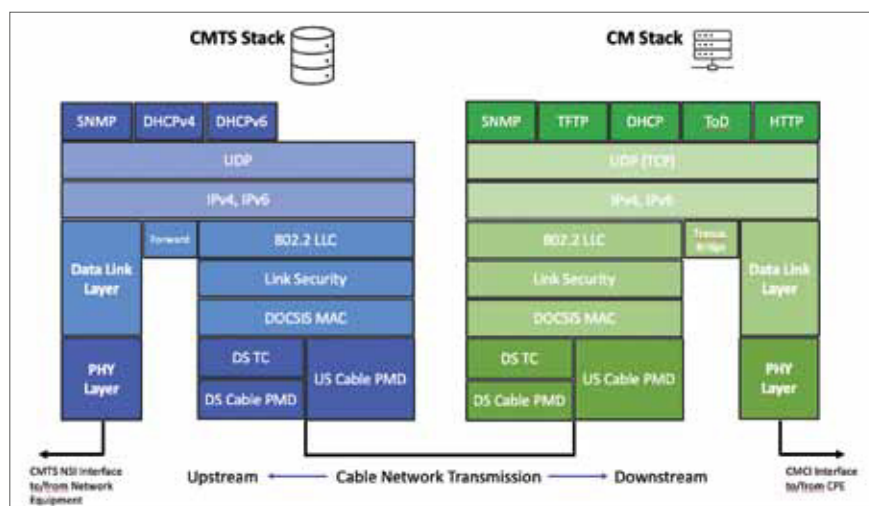 CMTS Stack
CM Stack
SNMP DHCPv4 DHCPv6
SNMP TFTP DHCP ToD HTTP
UDP
UDP (TCP)
IPv4, IPv6
IPv4, IPv6
Data Link
Layer
Forward
802.2 LLC
Link Security
DOCSIS MAC
802.2 LLC
Link Security
DOCSIS MAC
Transp.
Bridge
Data Link
Layer
PHY
Layer
DS TC
DS Cable PMD
US Cable PMD
DS TC
DS Cable PMD
US Cable PMD
PHY
Layer
CMTS NSI Interface
to/from Network
Equipment
Upstream
Cable Network Transmission
Downstream
CMCI Interface
to/from CPE